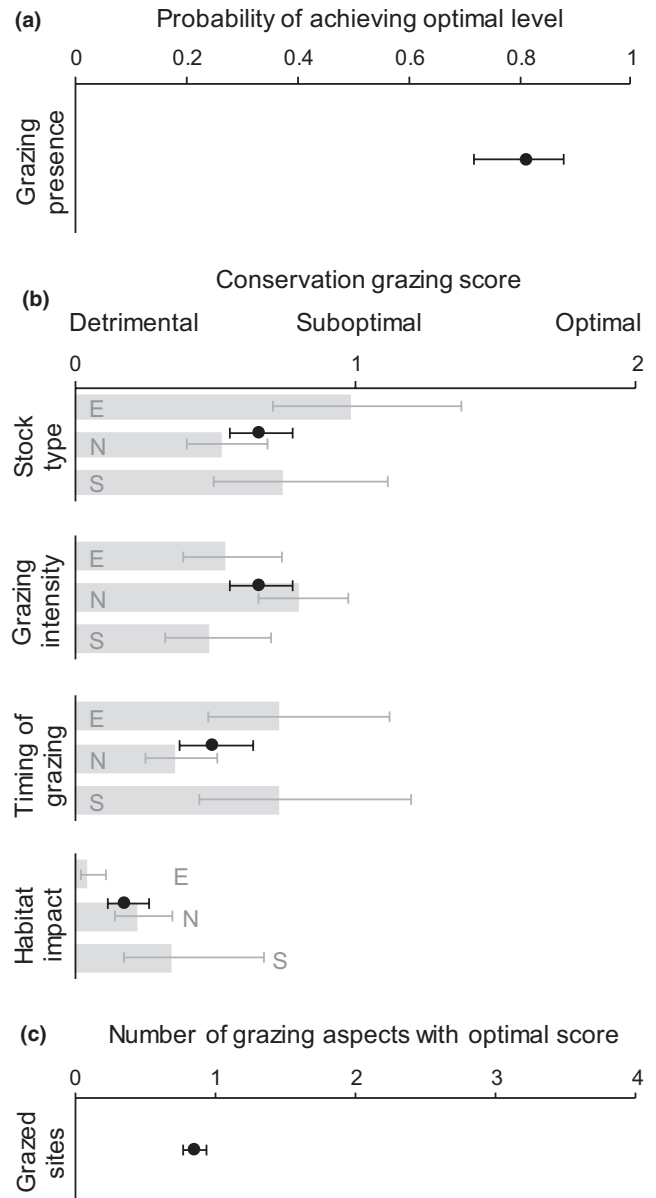 (a) Probability of achieving optimal level
0 0.2 0.4 0.6 0.8 1
Grazing
presence
(b) Conservation grazing score
Detrimental Suboptimal Optimal
0 1 2
Stock
type
E
N
S
Grazing
intensity
E
N
S
Timing of
grazing
E
N
S
Habitat
impact
E
N
S
(c) Number of grazing aspects with optimal score
0 1 2 3 4
Grazed
sites